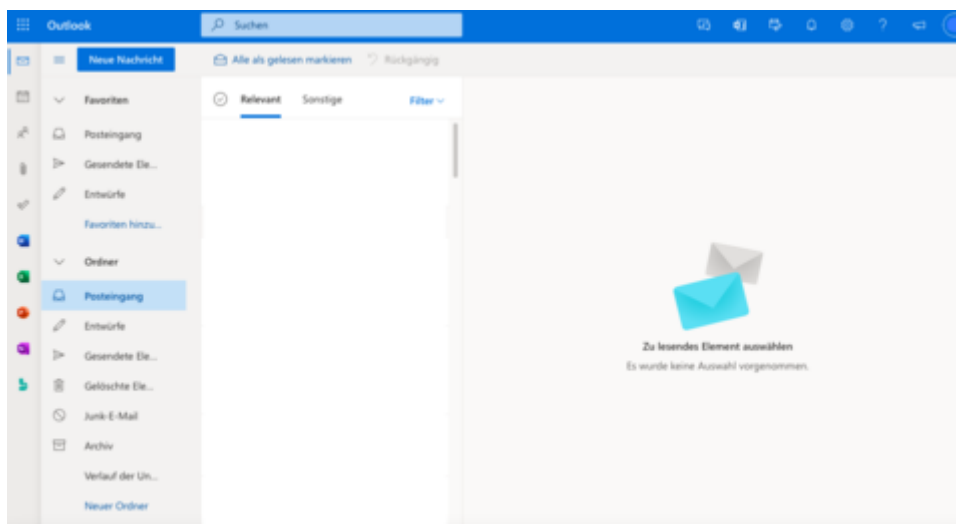 Outlook
Suchen
Neue Nachricht
Alle als gelesen markieren
Rückgängig
Favoriten
Posteingang
Gesendete Ele...
Entwürfe
Favoriten hinzu...
Ordner
Posteingang
Entwürfe
Gesendete Ele...
Gelöschte Ele...
Junk-E-Mail
Archiv
Verlauf der Un...
Neuer Ordner
Relevant
Sonstige
Filter
Zu lesendes Element auswählen
Es wurde keine Auswahl vorgenommen.